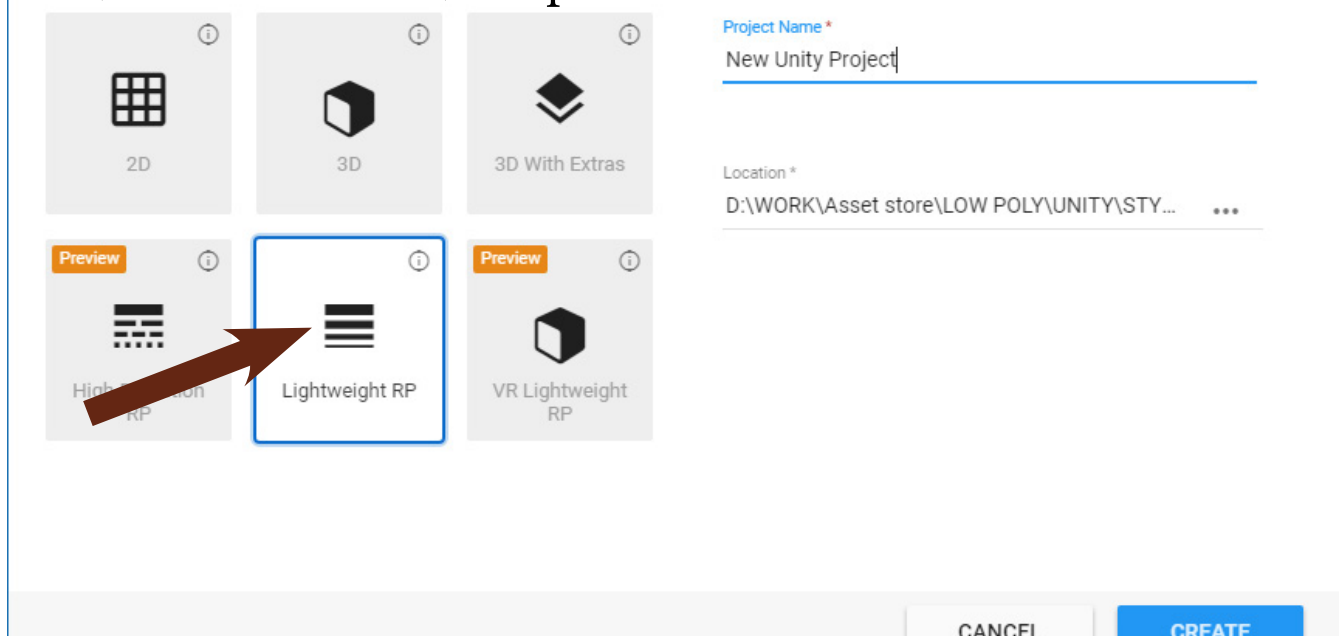 Project Name *
New Unity Project
2D
3D
3D With Extras
Location *
D:\WORK\Asset store\LOW POLY\UNITY\STY...
Preview
Preview
RP
Lightweight RP
VR Lightweight
RP
CANCEL
CREATE